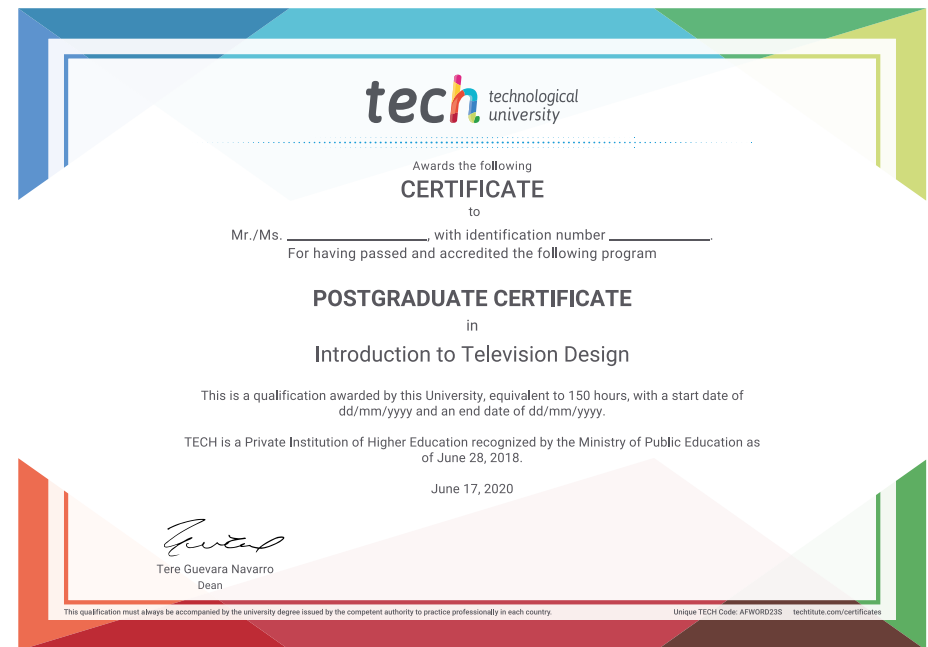 tech technological
university
Awards the following
CERTIFICATE
to
Mr./Ms. ____________________, with identification number ______________.
For having passed and accredited the following program
POSTGRADUATE CERTIFICATE
in
Introduction to Television Design
This is a qualification awarded by this University, equivalent to 150 hours, with a start date of
dd/mm/yyyy and an end date of dd/mm/yyyy.
TECH is a Private Institution of Higher Education recognized by the Ministry of Public Education as
of June 28, 2018.
June 17, 2020
Tere Guevara Navarro
Dean
This qualification must always be accompanied by the university degree issued by the competent authority to practice professionally in each country.
Unique TECH Code: AFWORD23S techtitute.com/certificates